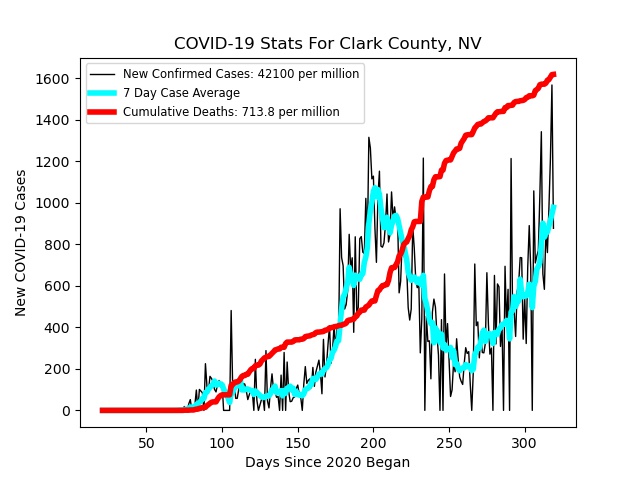 COVID-19 Stats For Clark County, NV
New Confirmed Cases: 42100 per million
7 Day Case Average
Cumulative Deaths: 713.8 per million
New COVID-19 Cases
1600
1400
1200
1000
800
600
400
200
0
50 100 150 200 250 300
Days Since 2020 Began